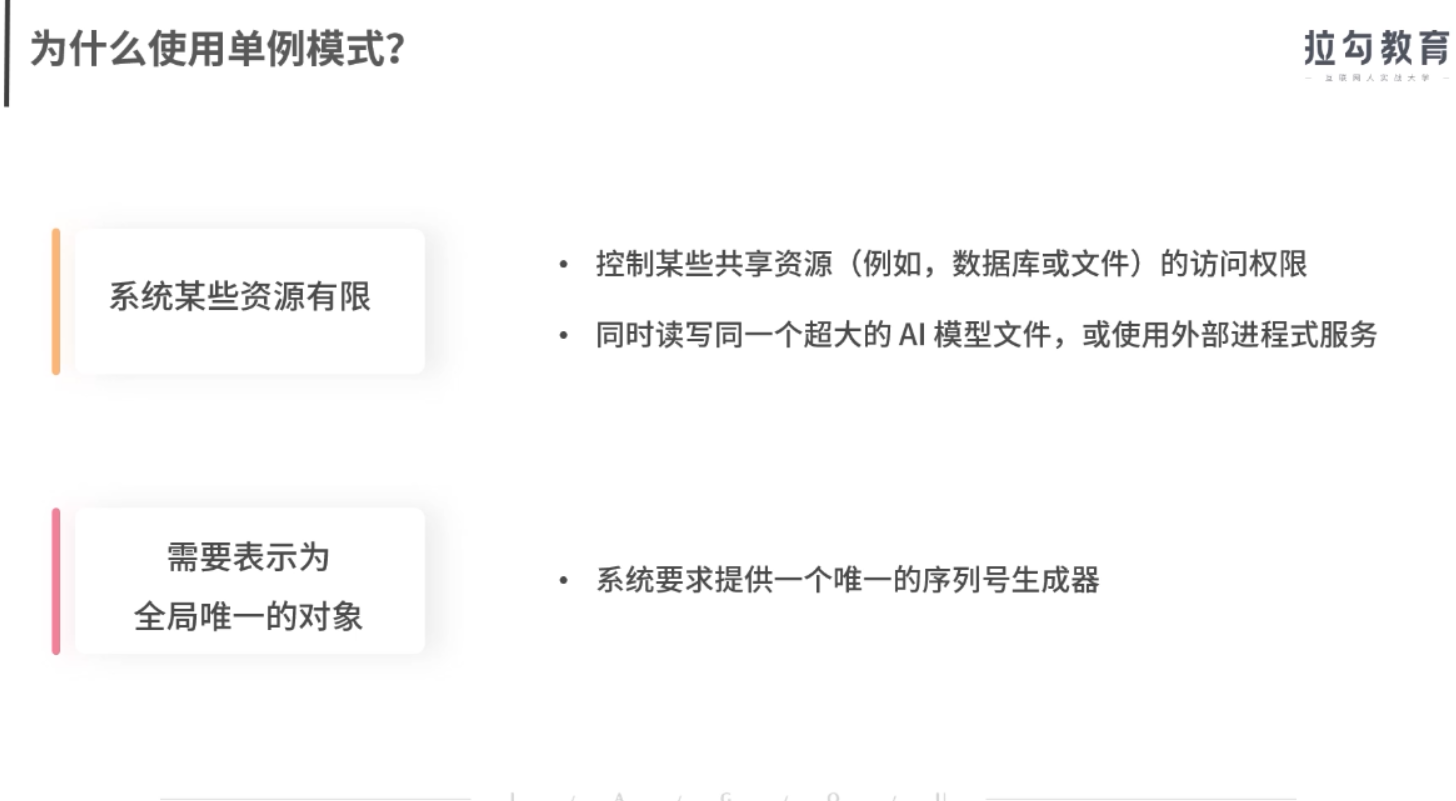 为什么使用单例模式？
拉勾教育
— 互联网人实战大学 —
系统某些资源有限
• 控制某些共享资源（例如，数据库或文件）的访问权限
• 同时读写同一个超大的 AI 模型文件，或使用外部进程式服务
需要表示为
全局唯一的对象
• 系统要求提供一个唯一的序列号生成器